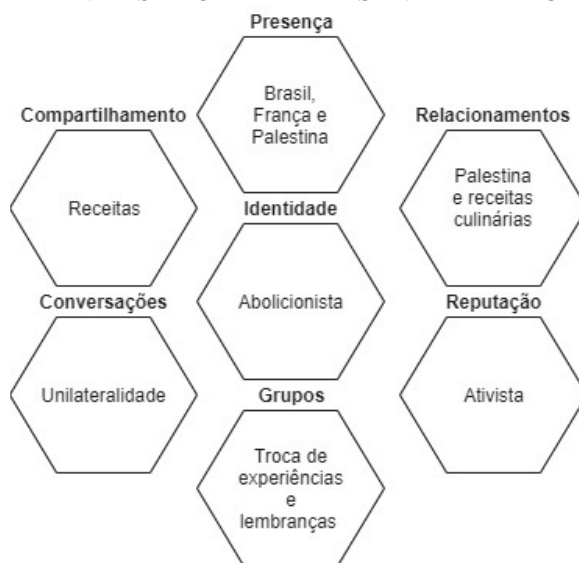 Presença
Brasil,
França e
Palestina
Compartilhamento
Receitas
Relacionamentos
Palestina
e receitas
culinárias
Identidade
Abolicionista
Conversações
Unilateralidade
Reputação
Ativista
Grupos
Troca de
experiências
e
lembranças